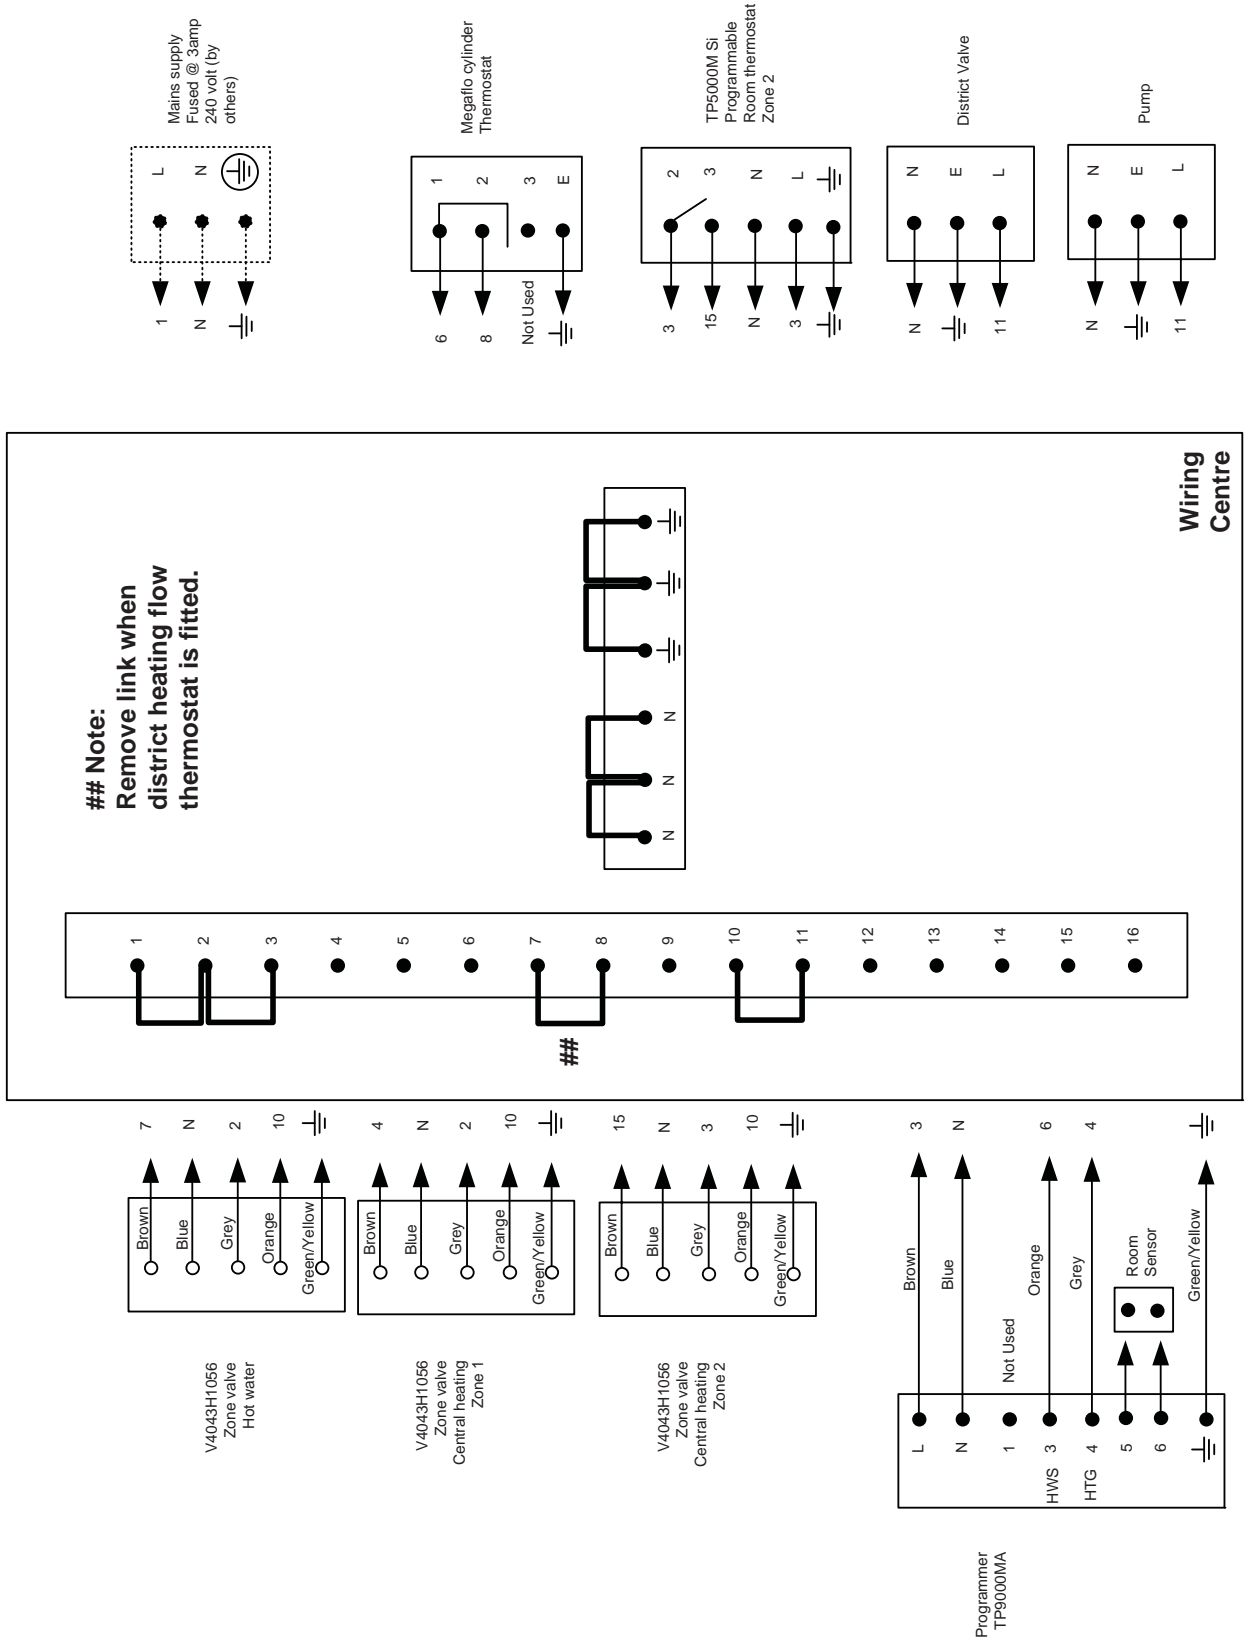 Mains supply
Fused @ 3amp
240 volt (by
others)
L
N
1
N
Megaflo cylinder
Thermostat
1
2
3
E
6
8
Not Used
TP5000M Si
Programmable
Room thermostat
Zone 2
2
3
N
L
3
15
N
3
District Valve
N
E
L
N
11
Pump
N
E
L
N
11
## Note:
Remove link when
district heating flow
thermostat is fitted.
Wiring
Centre
N
N
N
1
2
3
4
5
6
7
8
9
10
11
12
13
14
15
16
##
7
N
2
10
Brown
Blue
Grey
Orange
Green/Yellow
V4043H1056
Zone valve
Hot water
4
N
2
10
Brown
Blue
Grey
Orange
Green/Yellow
V4043H1056
Zone valve
Central heating
Zone 1
15
N
3
10
Brown
Blue
Grey
Orange
Green/Yellow
V4043H1056
Zone valve
Central heating
Zone 2
3
N
6
4
Brown
Blue
Not Used
Orange
Grey
Room
Sensor
Green/Yellow
L
N
1
HWS 3
HTG 4
5
6
Programmer
TP9000MA